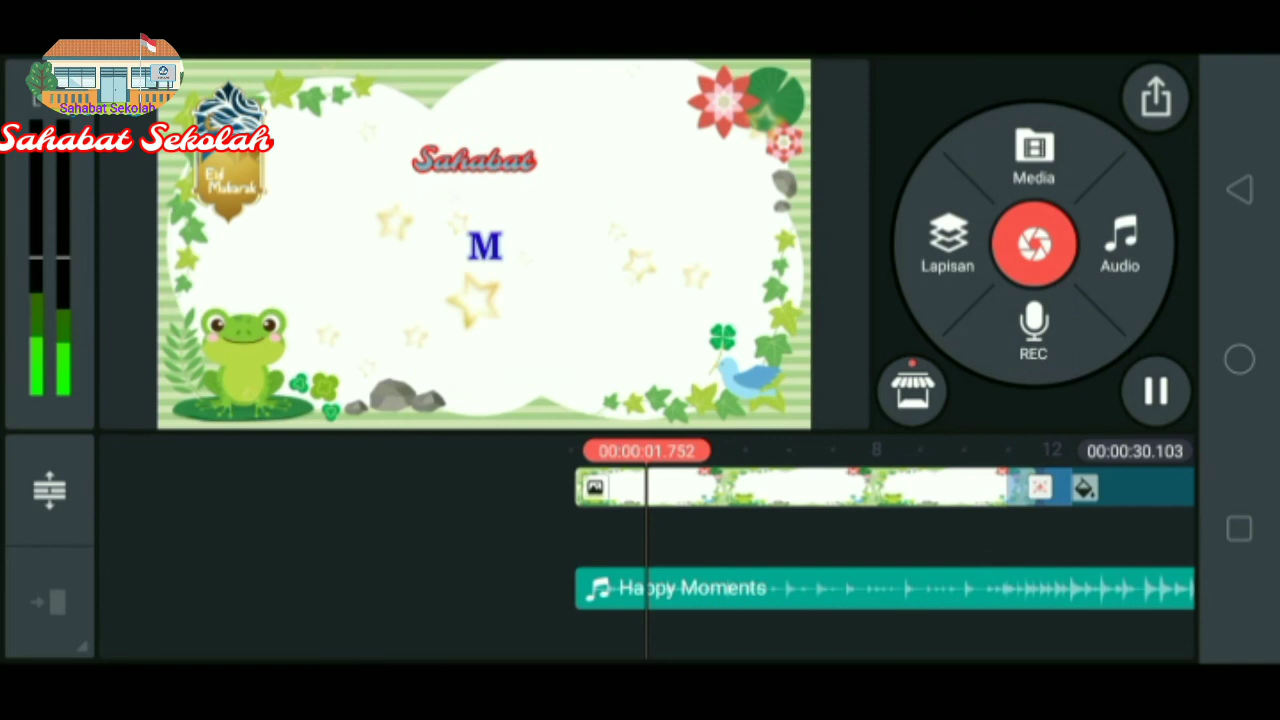 Sahabat Sekolah
Sahabat Sekolah
Eid
Mubarak
Sahabat
M
Media
Lapisan
Audio
REC
00:00:01.752
8
12
00:00:30.103
Happy Moments